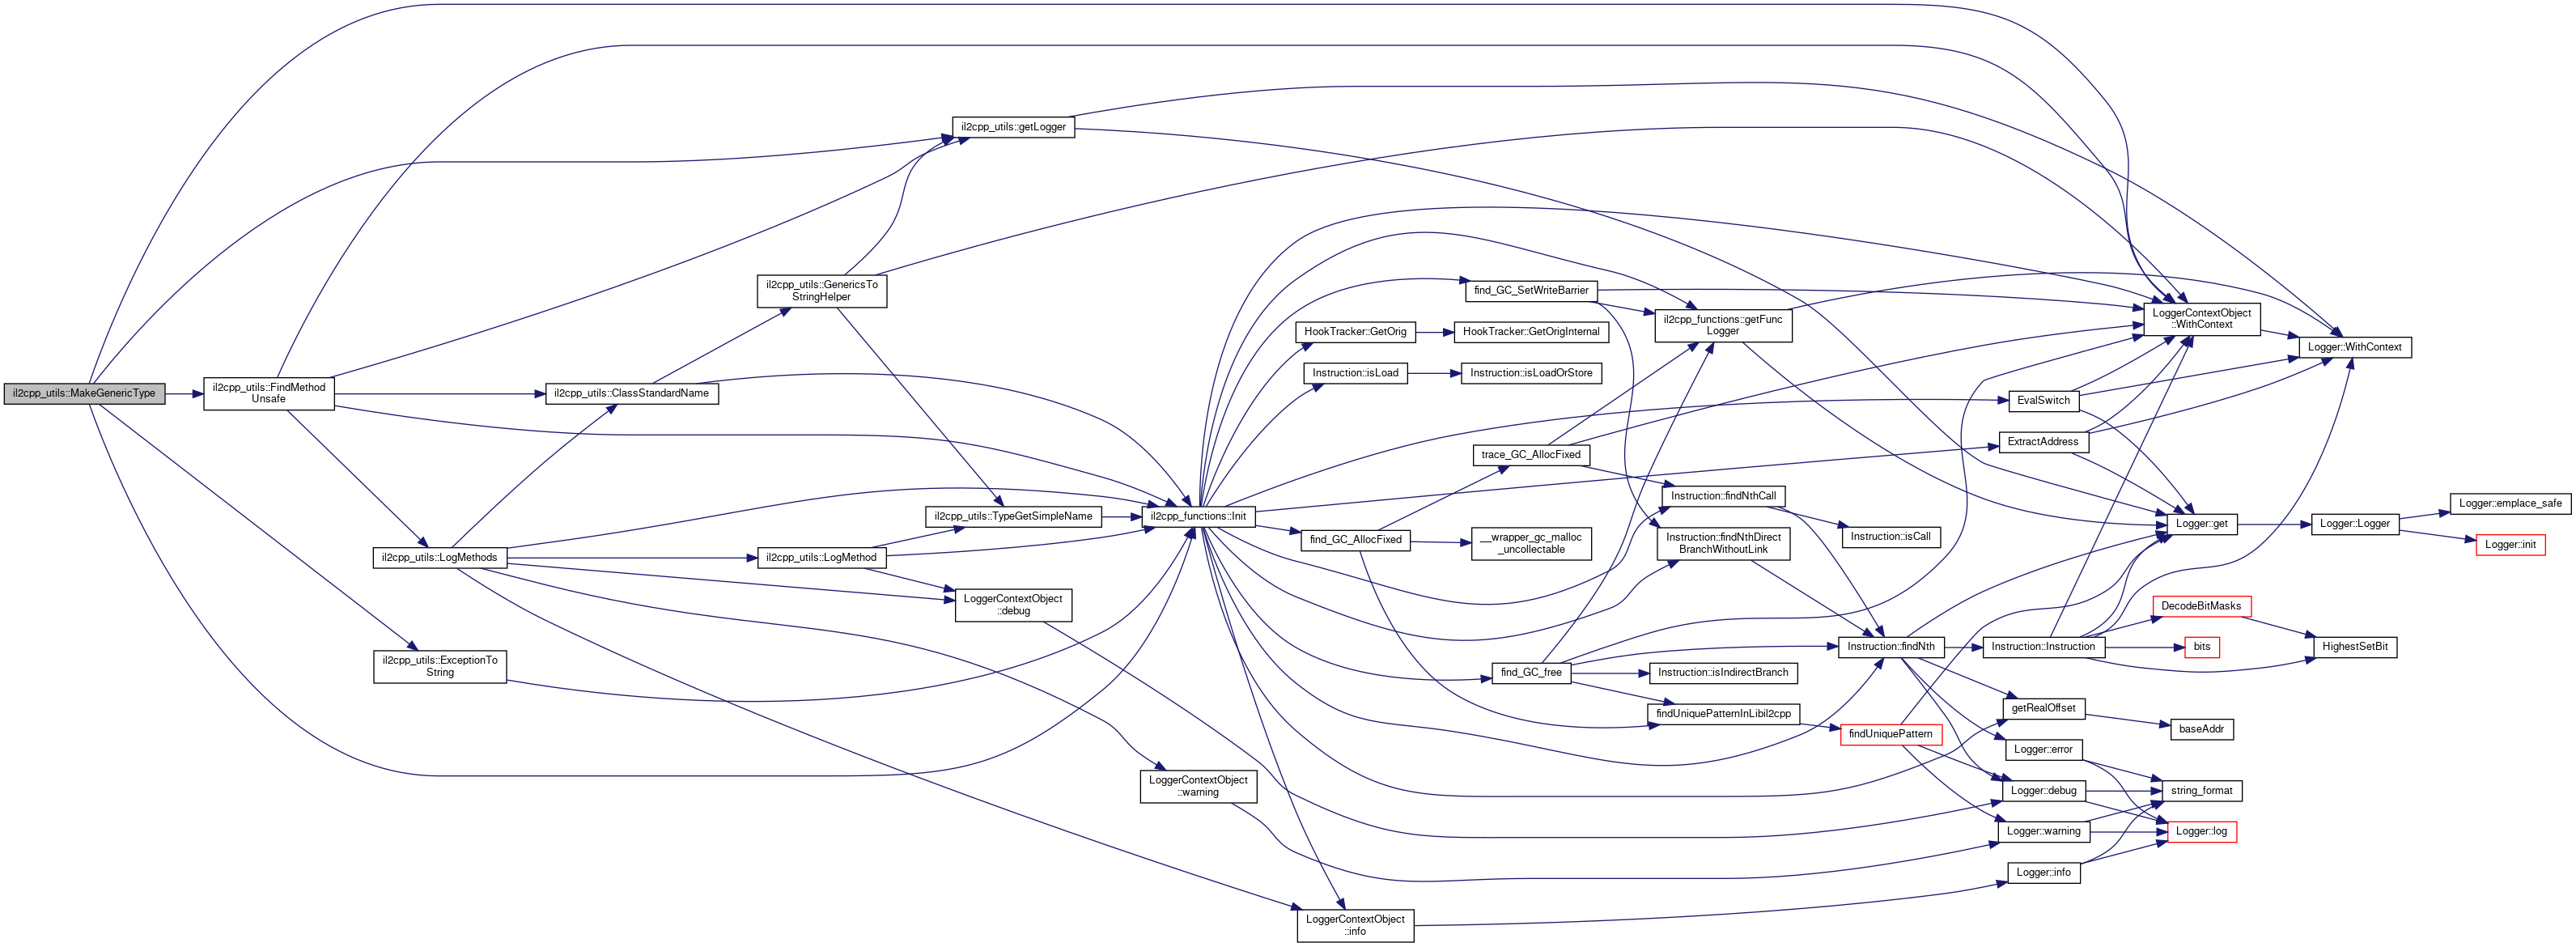 il2cpp_utils::MakeGenericType
il2cpp_utils::FindMethod
Unsafe
il2cpp_utils::LogMethods
il2cpp_utils::ExceptionTo
String
il2cpp_utils::ClassStandardName
il2cpp_utils::GenericsTo
StringHelper
il2cpp_utils::LogMethod
il2cpp_utils::getLogger
il2cpp_utils::TypeGetSimpleName
LoggerContextObject
::debug
il2cpp_functions::Init
LoggerContextObject
::warning
HookTracker::GetOrig
Instruction::isLoad
find_GC_AllocFixed
LoggerContextObject
::info
find_GC_SetWriteBarrier
HookTracker::GetOrigInternal
Instruction::isLoadOrStore
trace_GC_AllocFixed
__wrapper_gc_malloc
_uncollectable
find_GC_free
il2cpp_functions::getFunc
Logger
Instruction::findNthCall
Instruction::findNthDirect
BranchWithoutLink
Instruction::isIndirectBranch
findUniquePatternInLibil2cpp
Instruction::isCall
Instruction::findNth
findUniquePattern
EvalSwitch
ExtractAddress
Instruction::Instruction
getRealOffset
Logger::error
Logger::debug
Logger::warning
Logger::info
LoggerContextObject
::WithContext
Logger::get
DecodeBitMasks
bits
baseAddr
string_format
Logger::log
Logger::WithContext
Logger::Logger
HighestSetBit
Logger::emplace_safe
Logger::init